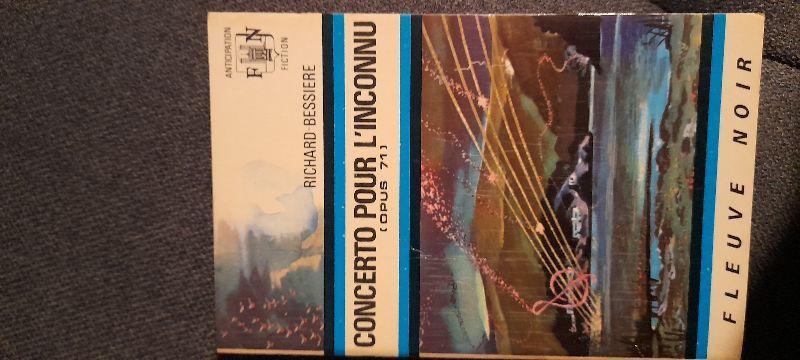 ANTICIPATION
FN
FICTION
RICHARD-BESSIERE
CONCERTO POUR L'INCONNU
(OPUS 71)
FLEUVE NOIR